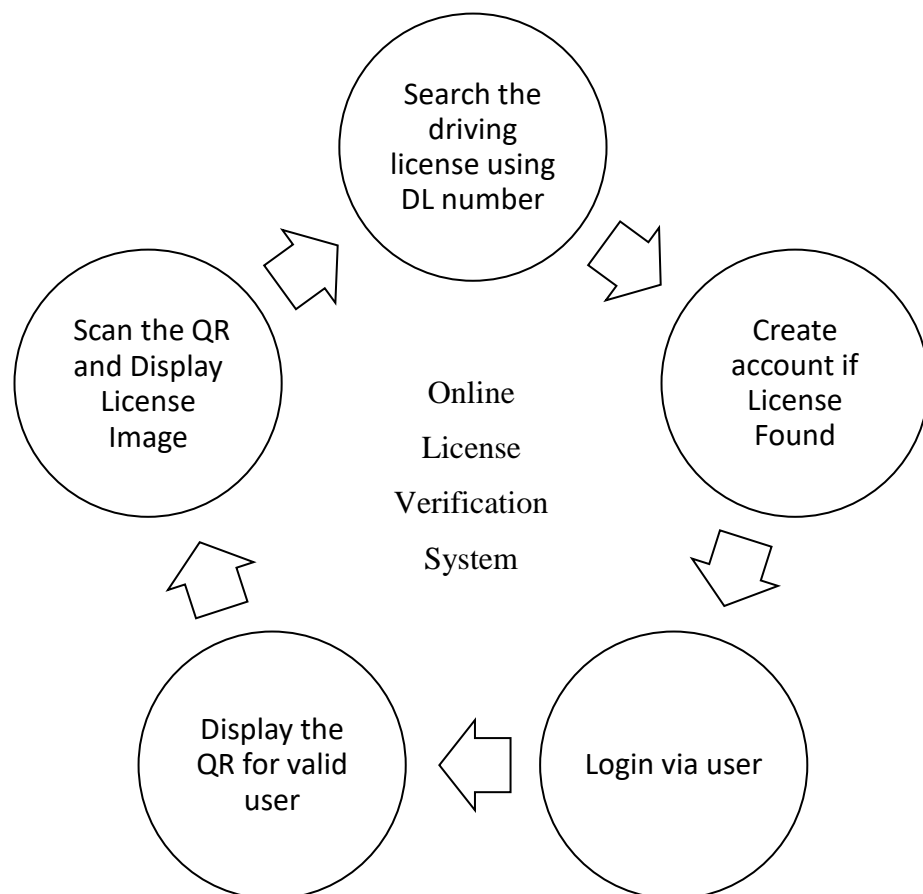 Search the
driving
license using
DL number
Create
account if
License
Found
Login via user
Display the
QR for valid
user
Scan the QR
and Display
License
Image
Online
License
Verification
System